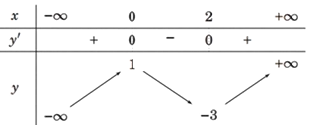 x −∞ 0 2 +∞
y′ + 0 − 0 +
1 +∞
y
−∞ −3